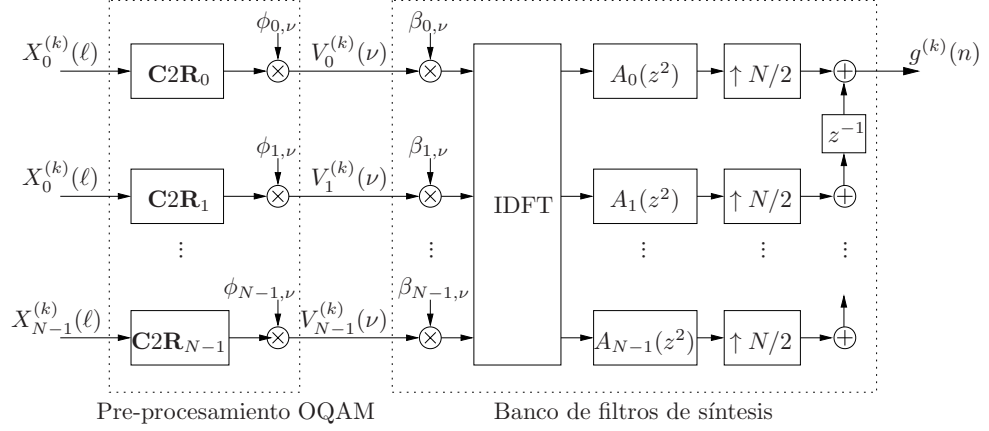 ϕ_{0,ν} β_{0,ν}
X_0^{(k)}(ℓ) C2R_0 V_0^{(k)}(ν) A_0(z^2) ↑ N/2 g^{(k)}(n)
z^{-1}
ϕ_{1,ν} β_{1,ν}
X_0^{(k)}(ℓ) C2R_1 V_1^{(k)}(ν) IDFT A_1(z^2) ↑ N/2
⋮ ⋮ ⋮ ⋮ ⋮
ϕ_{N−1,ν} β_{N−1,ν}
X_{N−1}^{(k)}(ℓ) C2R_{N−1} V_{N−1}^{(k)}(ν) A_{N−1}(z^2) ↑ N/2
Pre-procesamiento OQAM Banco de filtros de síntesis